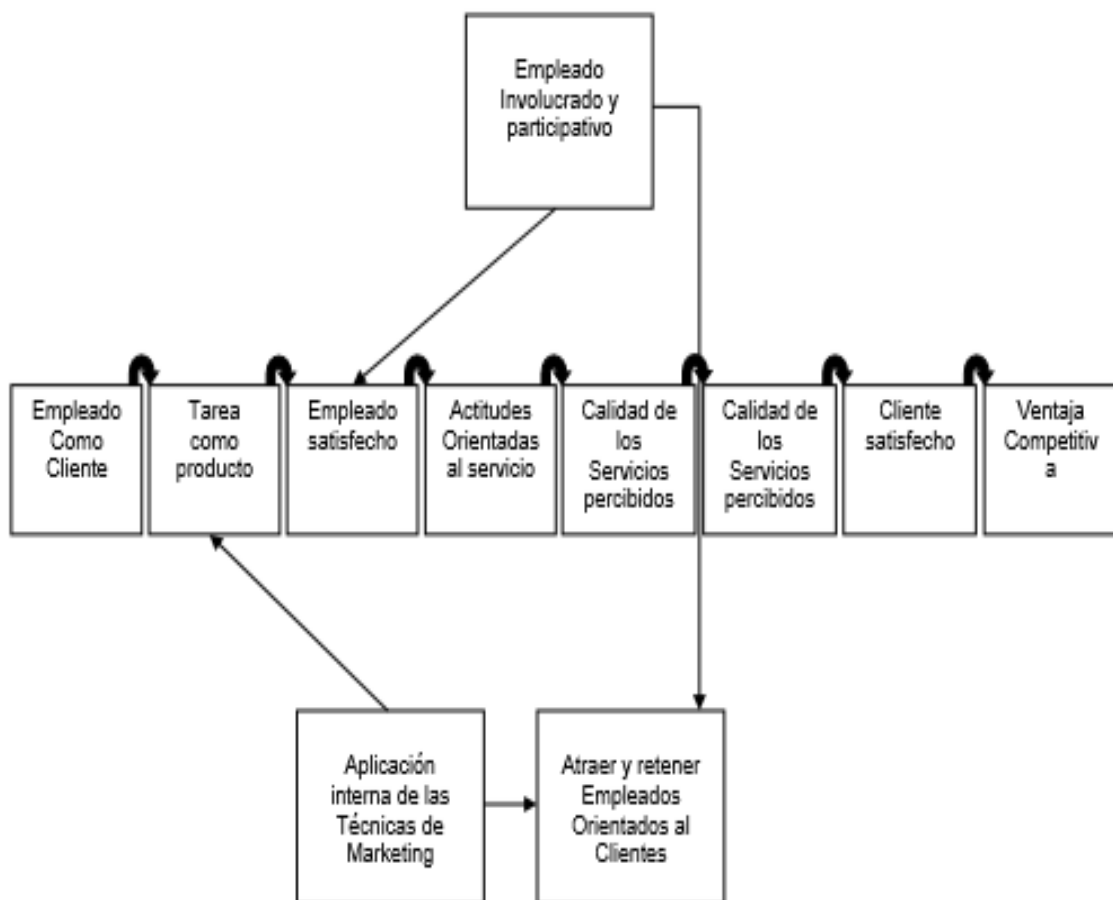 Empleado
Involucrado y
participativo
Empleado
Como
Cliente
Tarea
como
producto
Empleado
satisfecho
Actitudes
Orientadas
al servicio
Calidad de
los
Servicios
percibidos
Calidad de
los
Servicios
percibidos
Cliente
satisfecho
Ventaja
Competitiv
a
Aplicación
interna de las
Técnicas de
Marketing
Atraer y retener
Empleados
Orientados al
Clientes